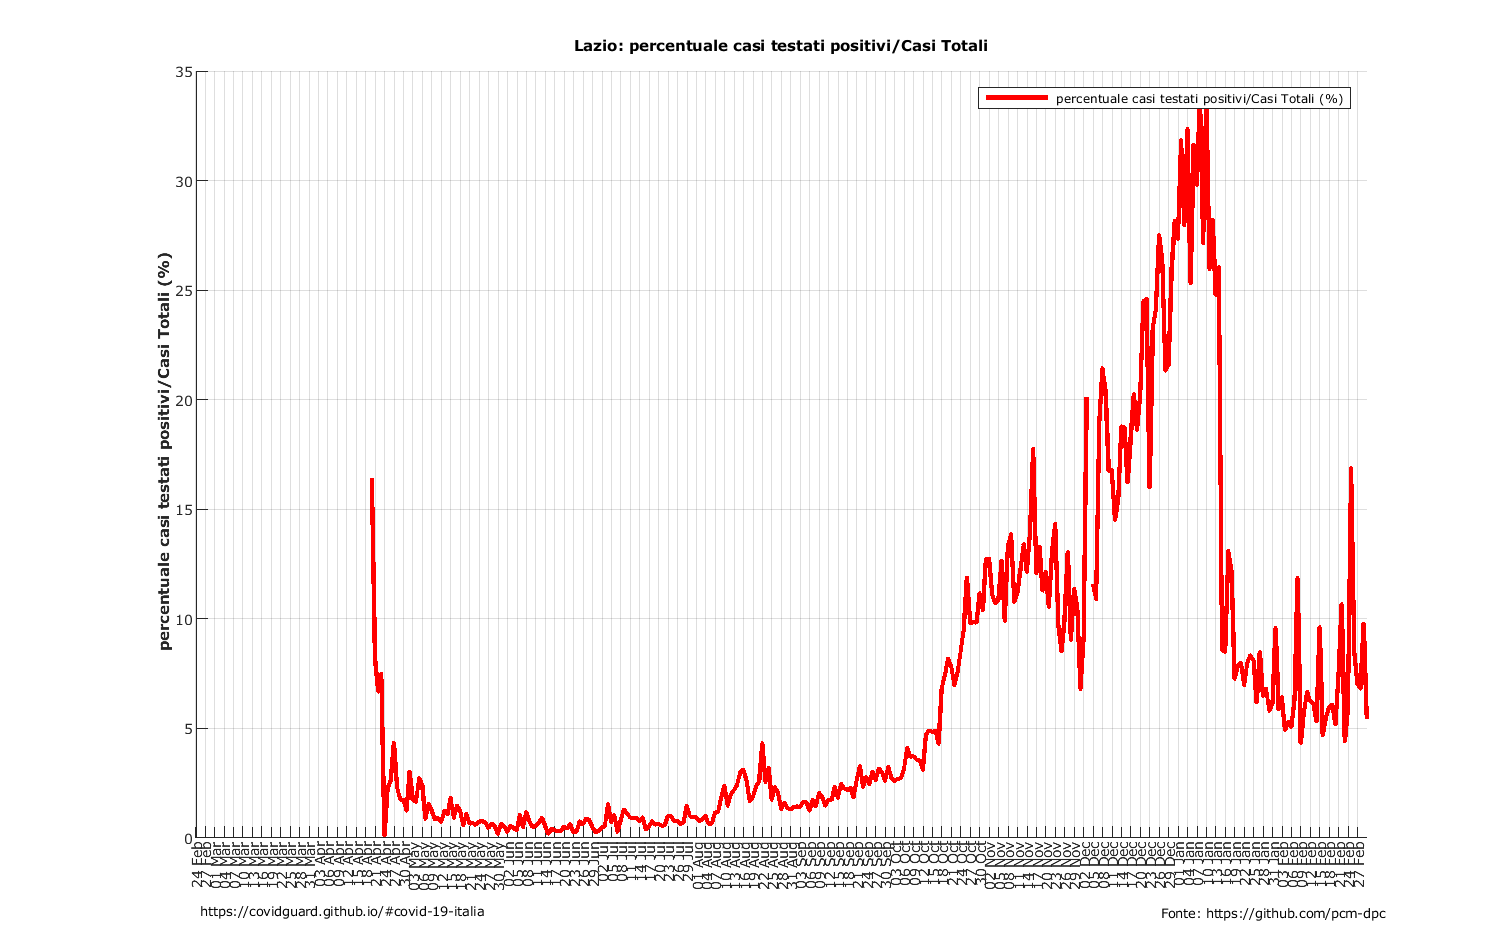 Lazio: percentuale casi testati positivi/Casi Totali
percentuale casi testati positivi/Casi Totali (%)
percentuale casi testati positivi/Casi Totali (%)
35
30
25
20
15
10
5
0
24 Feb
27 Feb
01 Mar
04 Mar
07 Mar
10 Mar
13 Mar
16 Mar
19 Mar
22 Mar
25 Mar
28 Mar
31 Mar
03 Apr
06 Apr
09 Apr
12 Apr
15 Apr
18 Apr
21 Apr
24 Apr
27 Apr
30 Apr
03 May
06 May
09 May
12 May
15 May
18 May
21 May
24 May
27 May
30 May
02 Jun
05 Jun
08 Jun
11 Jun
14 Jun
17 Jun
20 Jun
23 Jun
26 Jun
29 Jun
02 Jul
05 Jul
08 Jul
11 Jul
14 Jul
17 Jul
20 Jul
23 Jul
26 Jul
29 Jul
01 Aug
04 Aug
07 Aug
10 Aug
13 Aug
16 Aug
19 Aug
22 Aug
25 Aug
28 Aug
31 Aug
03 Sep
06 Sep
09 Sep
12 Sep
15 Sep
18 Sep
21 Sep
24 Sep
27 Sep
30 Sep
03 Oct
06 Oct
09 Oct
12 Oct
15 Oct
18 Oct
21 Oct
24 Oct
27 Oct
30 Oct
02 Nov
05 Nov
08 Nov
11 Nov
14 Nov
17 Nov
20 Nov
23 Nov
26 Nov
29 Nov
02 Dec
05 Dec
08 Dec
11 Dec
14 Dec
17 Dec
20 Dec
23 Dec
26 Dec
29 Dec
01 Jan
04 Jan
07 Jan
10 Jan
13 Jan
16 Jan
19 Jan
22 Jan
25 Jan
28 Jan
31 Jan
03 Feb
06 Feb
09 Feb
12 Feb
15 Feb
18 Feb
21 Feb
24 Feb
27 Feb
https://covidguard.github.io/#covid-19-italia
Fonte: https://github.com/pcm-dpc